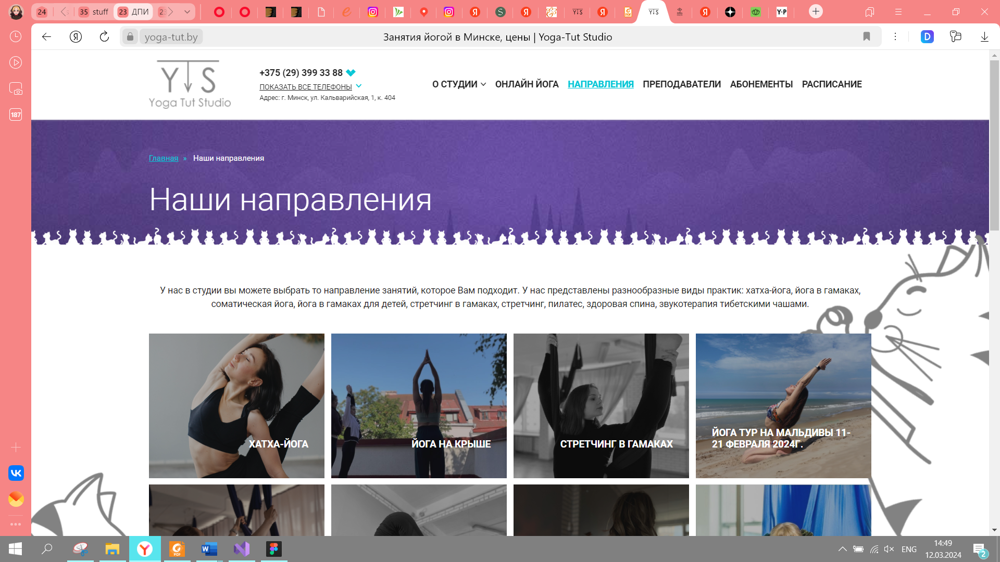 24
35 stuff
23 ДПИ
23
yoga-tut.by
Занятия йогой в Минске, цены | Yoga-Tut Studio
187
YTS
Yoga Tut Studio
+375 (29) 399 33 88
ПОКАЗАТЬ ВСЕ ТЕЛЕФОНЫ
Адрес: г. Минск, ул. Кальварийская, 1, к. 404
О СТУДИИ
ОНЛАЙН ЙОГА
НАПРАВЛЕНИЯ
ПРЕПОДАВАТЕЛИ
АБОНЕМЕНТЫ
РАСПИСАНИЕ
Главная » Наши направления
Наши направления
У нас в студии вы можете выбрать то направление занятий, которое Вам подходит. У нас представлены разнообразные виды практик: хатха-йога, йога в гамаках,
соматическая йога, йога в гамаках для детей, стретчинг в гамаках, стретчинг, пилатес, здоровая спина, звукотерапия тибетскими чашами.
ХАТХА-ЙОГА
ЙОГА НА КРЫШЕ
СТРЕТЧИНГ В ГАМАКАХ
ЙОГА ТУР НА МАЛЬДИВЫ 11-
21 ФЕВРАЛЯ 2024Г.
ENG
14:49
12.03.2024
2